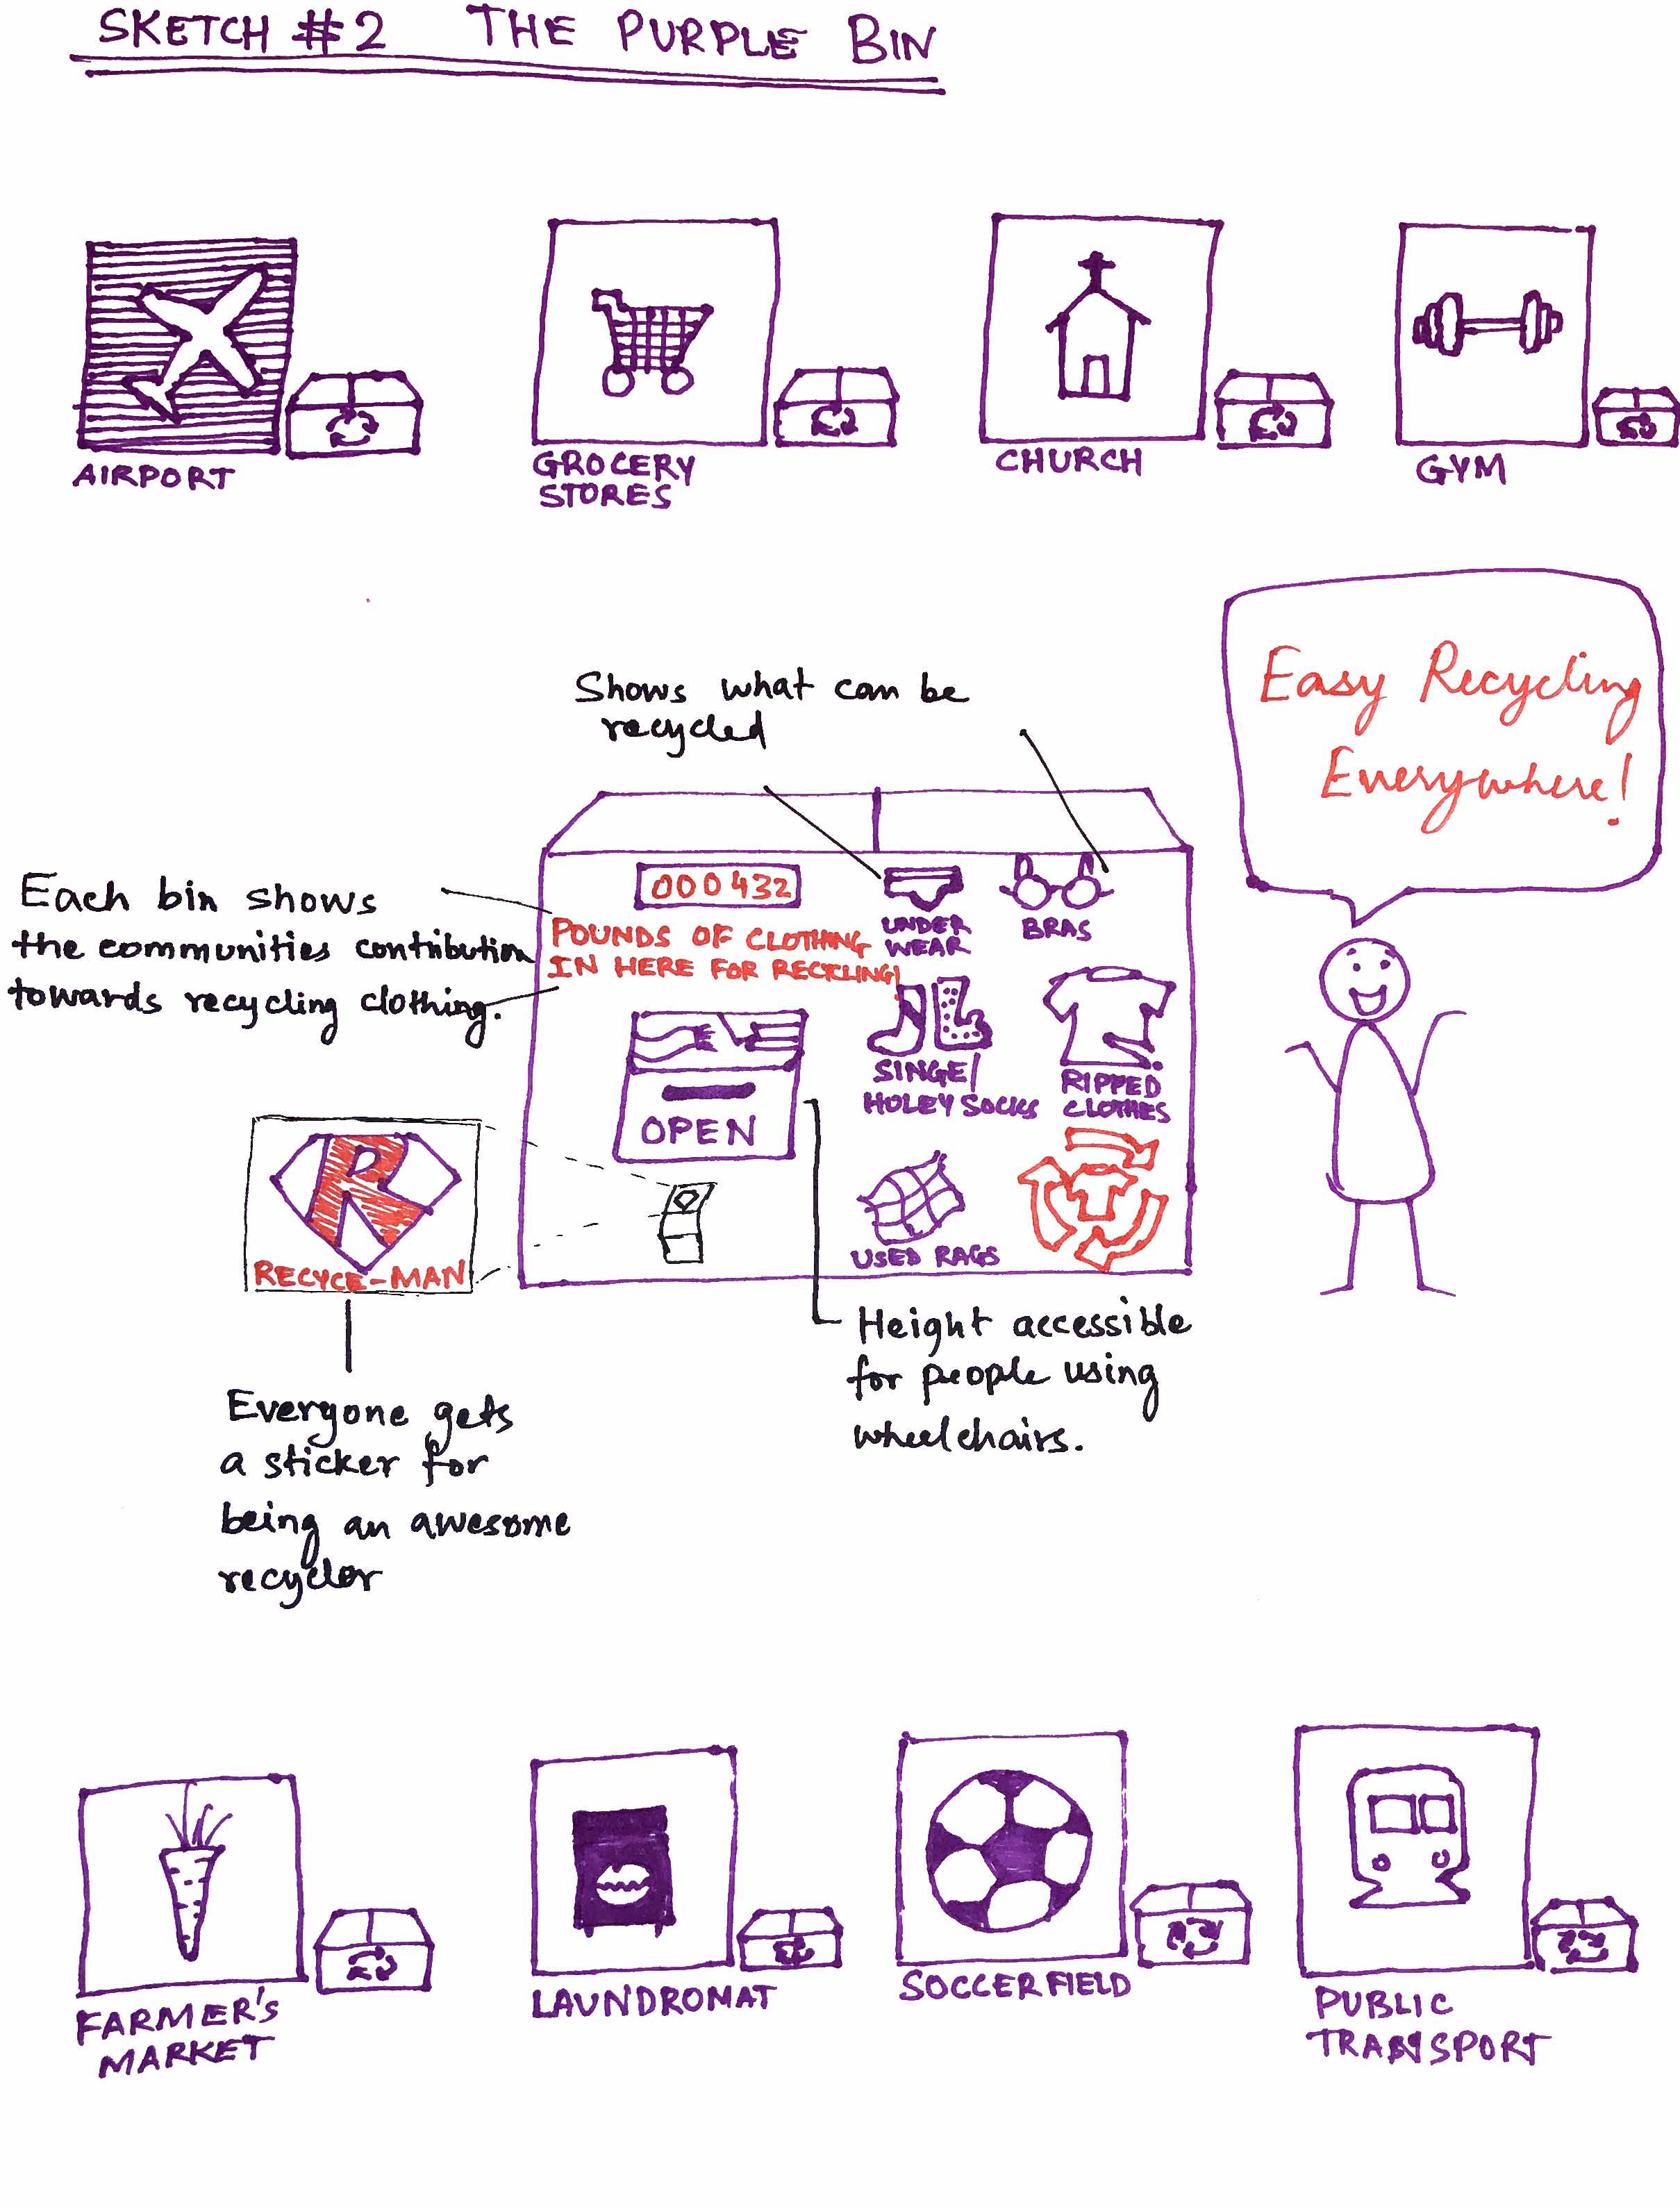 SKETCH #2 THE PURPLE BIN
AIRPORT
GROCERY
STORES
CHURCH
GYM
Easy Recycling
Everywhere!
Shows what can be
recycled
Each bin shows
the communities contribution
towards recycling clothing.
000432
POUNDS OF CLOTHING
IN HERE FOR RECYCLING!
UNDER
WEAR
BRAS
SINGE/
HOLEY SOCKS
RIPPED
CLOTHES
OPEN
USED RAGS
R
RECYCE-MAN
Height accessible
for people using
wheelchairs.
Everyone gets
a sticker for
being an awesome
recycler
FARMER'S
MARKET
LAUNDROMAT
SOCCER FIELD
PUBLIC
TRANSPORT